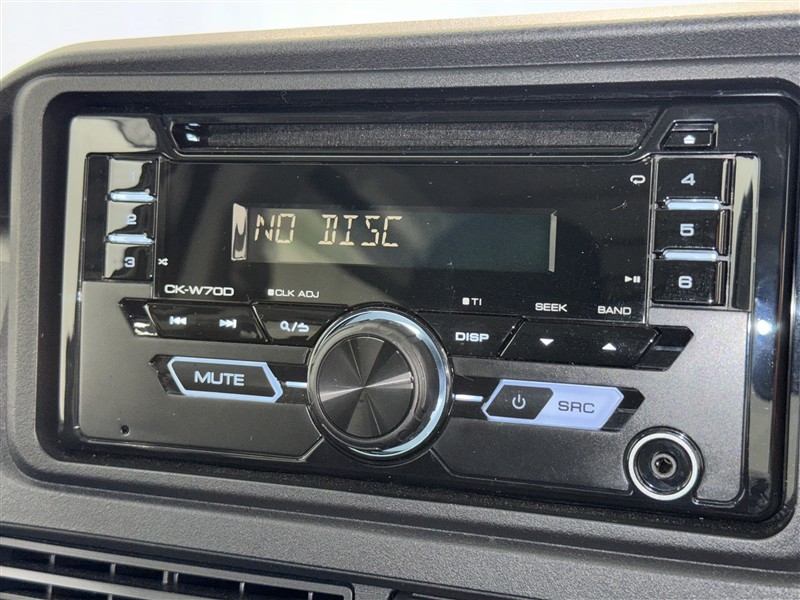 1
4
NO DISC
2
5
3
6
CK-W70D
CLK ADJ
TI
SEEK
BAND
DISP
MUTE
SRC